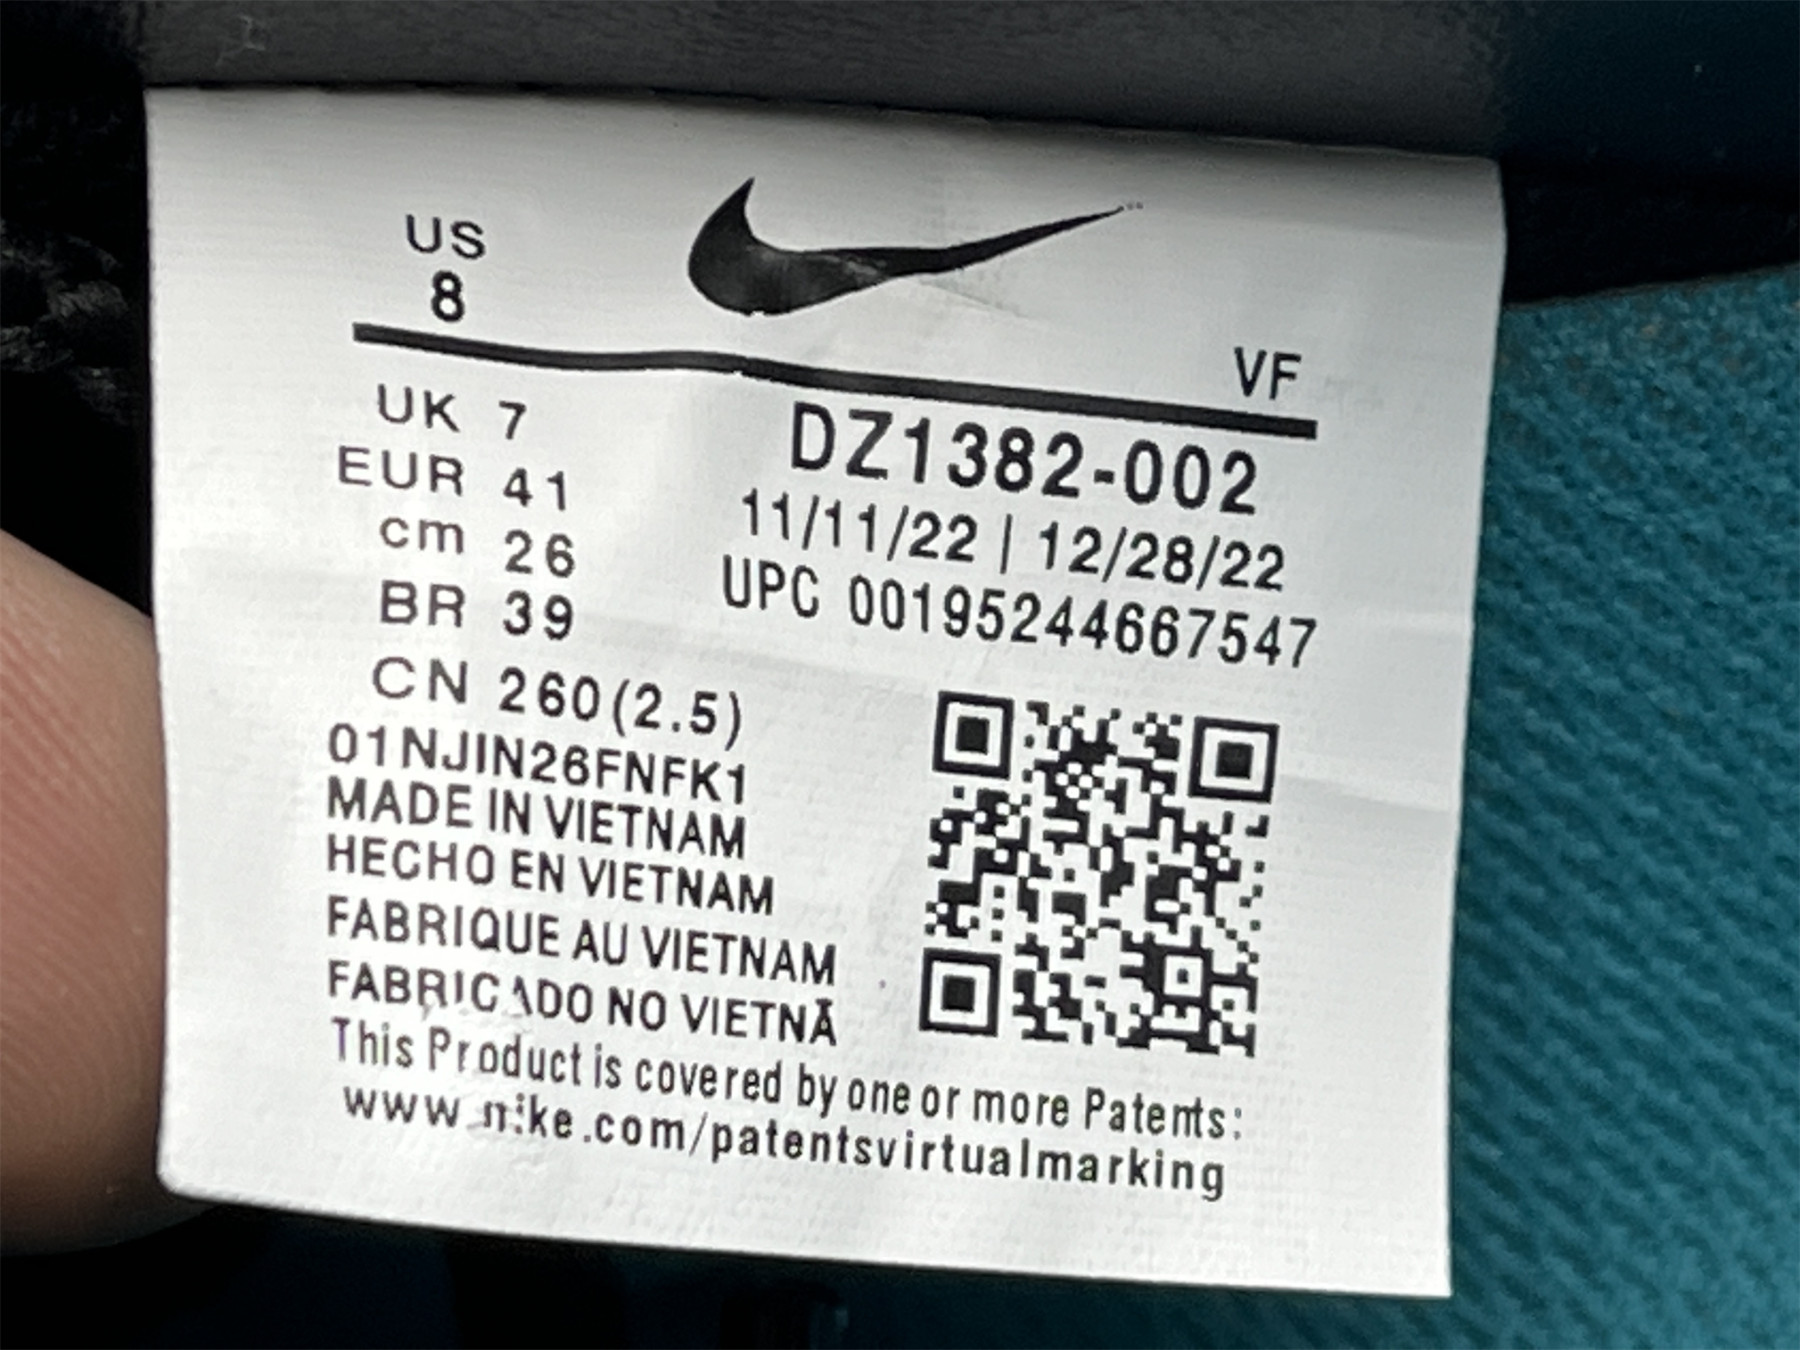 US
8
VF
UK 7
EUR 41
cm 26
BR 39
CN 260(2.5)
DZ1382-002
11/11/22 | 12/28/22
UPC 00195244667547
01NJIN26FNFK1
MADE IN VIETNAM
HECHO EN VIETNAM
FABRIQUE AU VIETNAM
FABRICADO NO VIETNÃ
This Product is covered by one or more Patents:
www.nike.com/patentsvirtualmarking